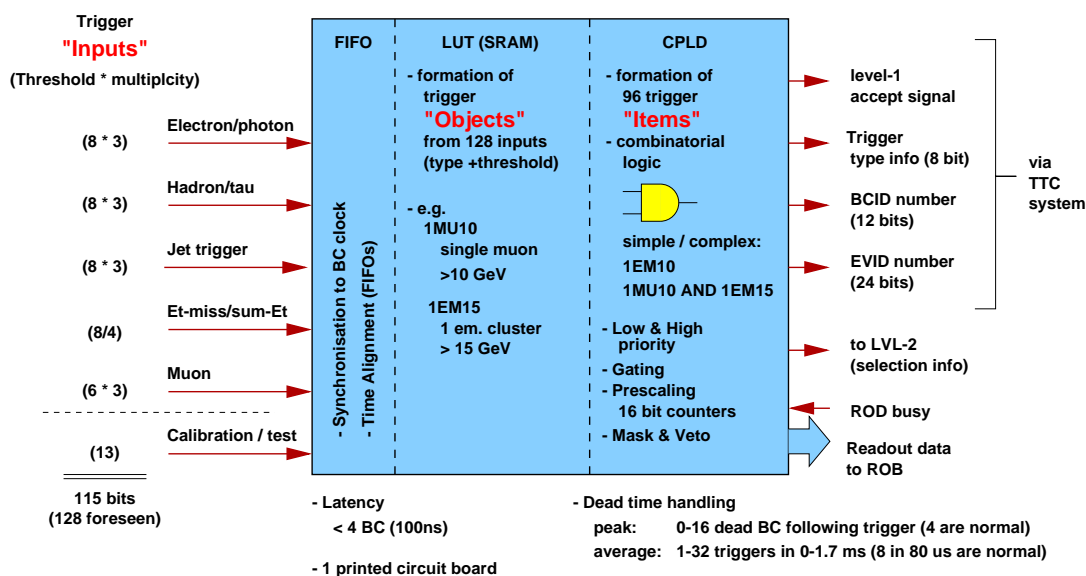 Trigger
"Inputs"
(Threshold * multiplcity)
(8 * 3)
Electron/photon
(8 * 3)
Hadron/tau
(8 * 3)
Jet trigger
(8/4)
Et-miss/sum-Et
(6 * 3)
Muon
(13)
Calibration / test
115 bits
(128 foreseen)
FIFO
- Synchronisation to BC clock
- Time Alignment (FIFOs)
LUT (SRAM)
- formation of
trigger
"Objects"
from 128 inputs
(type +threshold)
- e.g.
1MU10
single muon
>10 GeV
1EM15
1 em. cluster
> 15 GeV
CPLD
- formation of
96 trigger
"Items"
- combinatorial
logic
simple / complex:
1EM10
1MU10 AND 1EM15
- Low & High
priority
- Gating
- Prescaling
16 bit counters
- Mask & Veto
level-1
accept signal
Trigger
type info (8 bit)
BCID number
(12 bits)
EVID number
(24 bits)
via
TTC
system
to LVL-2
(selection info)
ROD busy
Readout data
to ROB
- Latency
< 4 BC (100ns)
- 1 printed circuit board
- Dead time handling
peak: 0-16 dead BC following trigger (4 are normal)
average: 1-32 triggers in 0-1.7 ms (8 in 80 us are normal)